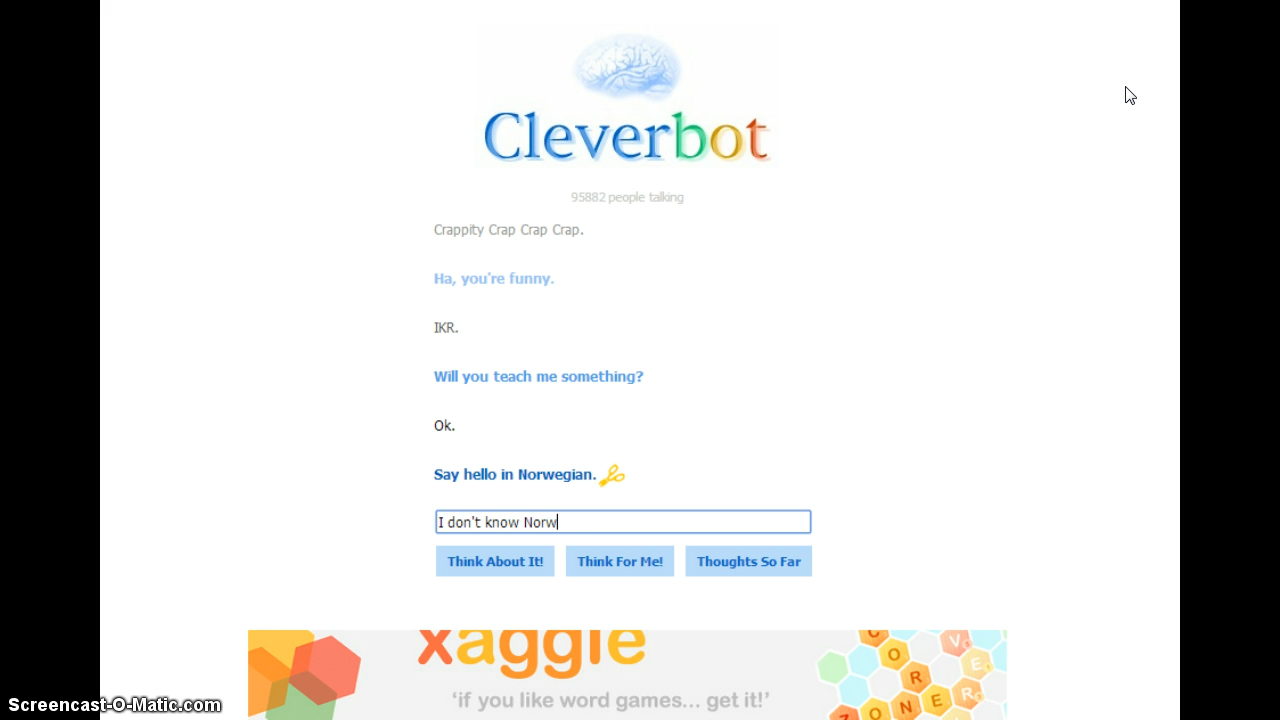 Cleverbot
95882 people talking
Crappity Crap Crap Crap.
Ha, you're funny.
IKR.
Will you teach me something?
Ok.
Say hello in Norwegian.
I don't know Norw
Think About It! Think For Me! Thoughts So Far
xaggle
'if you like word games... get it!'
C O R E
V
E R
Z O N E R
Screencast-O-Matic.com